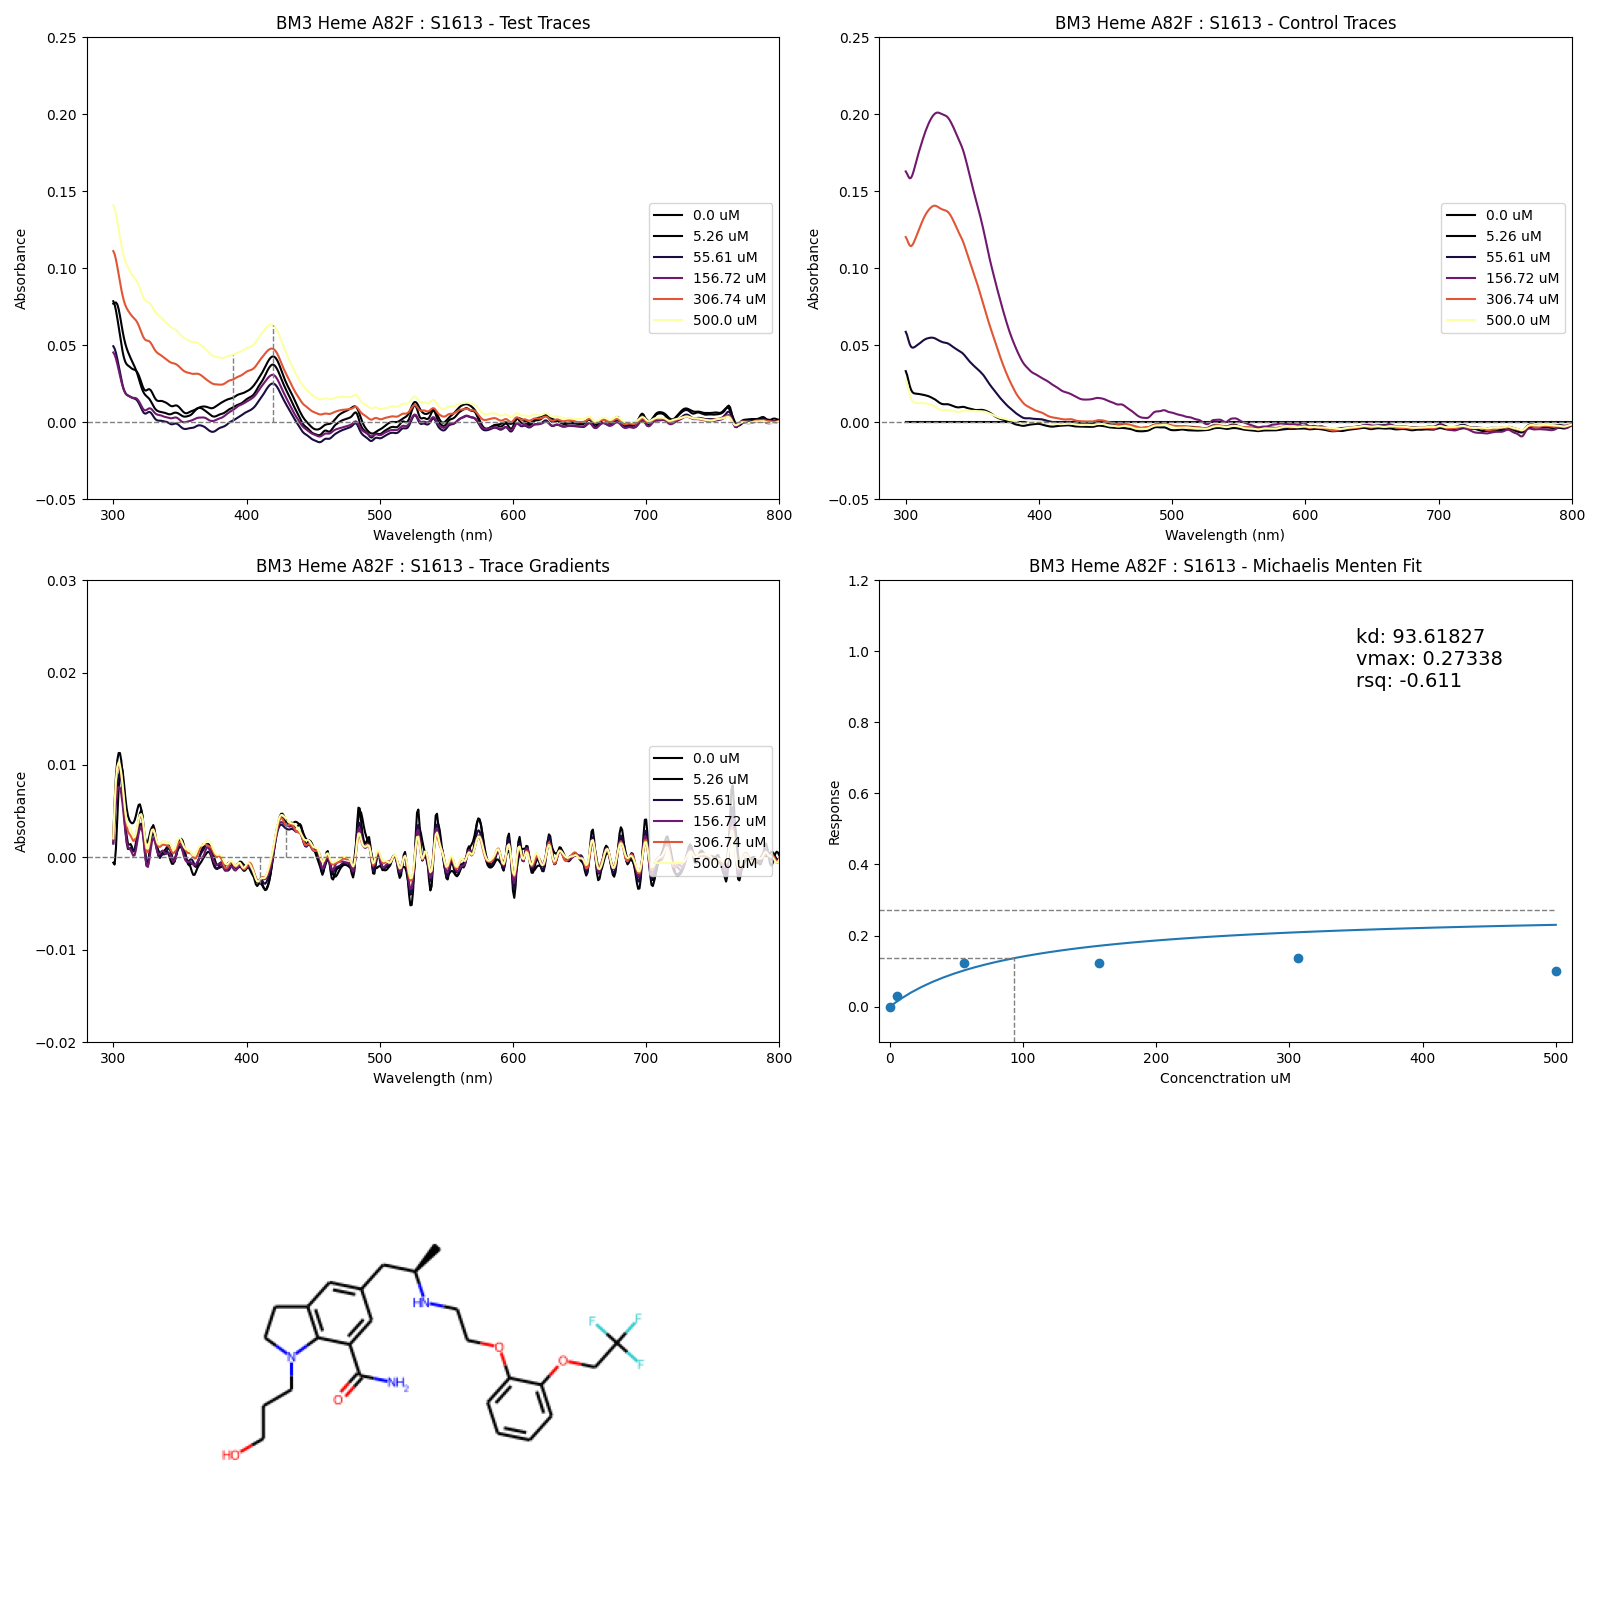 BM3 Heme A82F : S1613 - Test Traces
0.25
0.20
0.15
0.10
0.05
0.00
−0.05
Absorbance
300 400 500 600 700 800
Wavelength (nm)
0.0 uM
5.26 uM
55.61 uM
156.72 uM
306.74 uM
500.0 uM
BM3 Heme A82F : S1613 - Control Traces
0.25
0.20
0.15
0.10
0.05
0.00
−0.05
Absorbance
300 400 500 600 700 800
Wavelength (nm)
0.0 uM
5.26 uM
55.61 uM
156.72 uM
306.74 uM
500.0 uM
BM3 Heme A82F : S1613 - Trace Gradients
0.03
0.02
0.01
0.00
−0.01
−0.02
Absorbance
300 400 500 600 700 800
Wavelength (nm)
0.0 uM
5.26 uM
55.61 uM
156.72 uM
306.74 uM
500.0 uM
BM3 Heme A82F : S1613 - Michaelis Menten Fit
1.2
1.0
0.8
0.6
0.4
0.2
0.0
Response
kd: 93.61827
vmax: 0.27338
rsq: -0.611
0 100 200 300 400 500
Concenctration uM
HN
F
F
F
O
O
N
O
NH2
HO